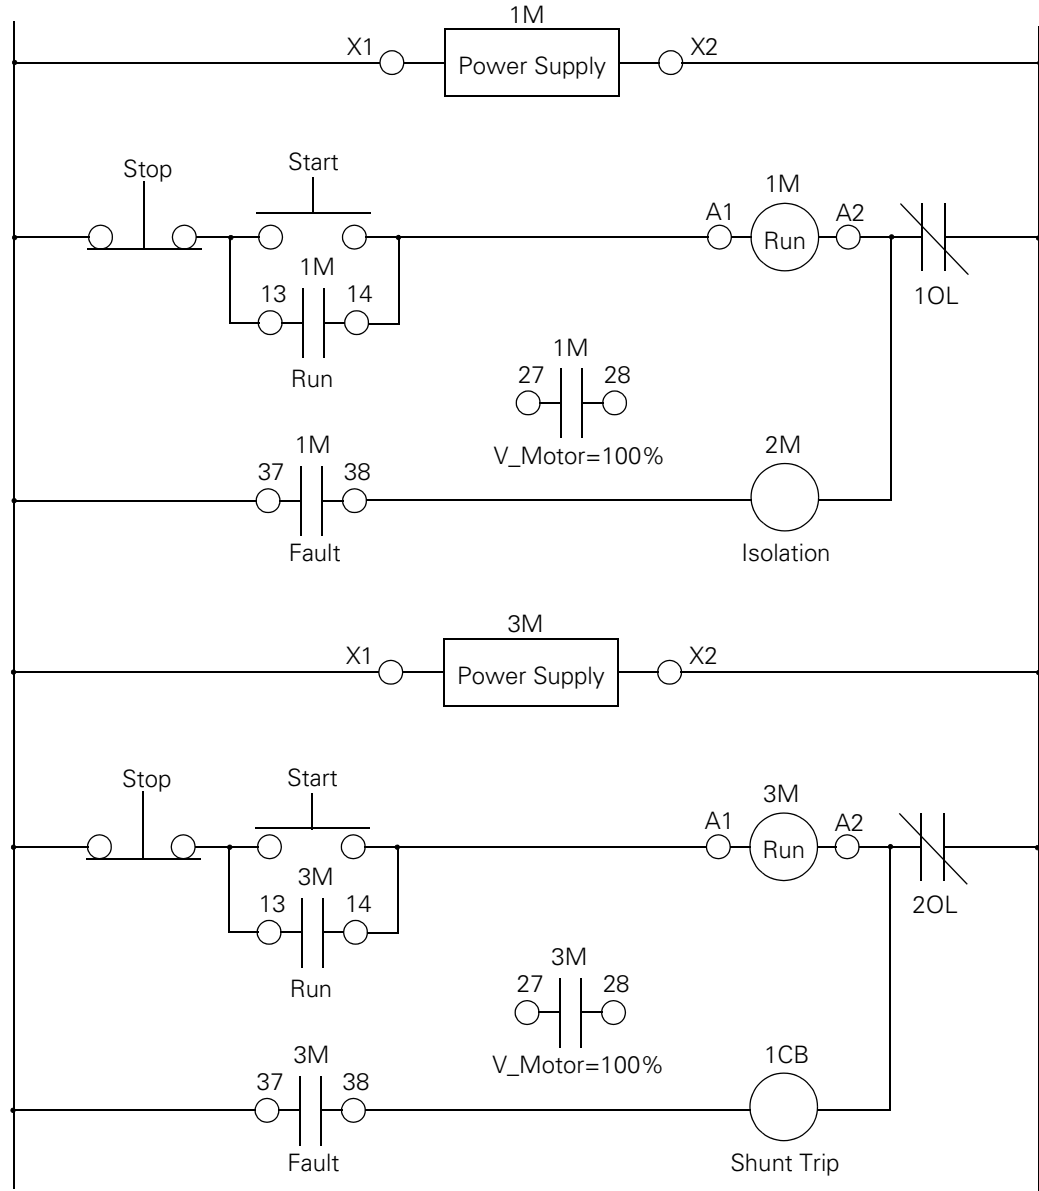 1M
X1
Power Supply
X2
Stop
Start
1M
A1
Run
A2
1OL
1M
13
14
Run
1M
27
28
V_Motor=100%
1M
37
38
Fault
2M
Isolation
3M
X1
Power Supply
X2
Stop
Start
3M
A1
Run
A2
2OL
3M
13
14
Run
3M
27
28
V_Motor=100%
3M
37
38
Fault
1CB
Shunt Trip